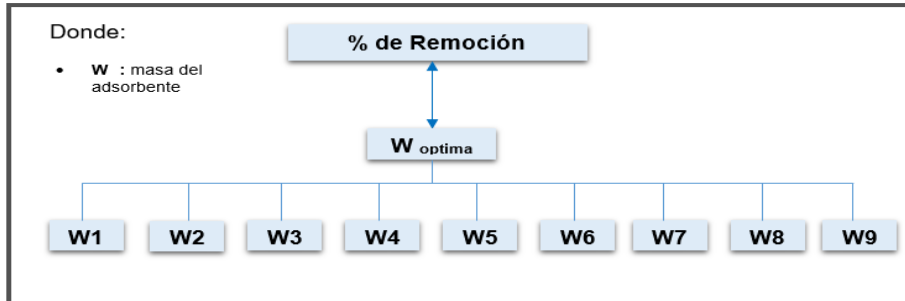 Donde:
% de Remoción
• W : masa del
adsorbente
W optima
W1 W2 W3 W4 W5 W6 W7 W8 W9